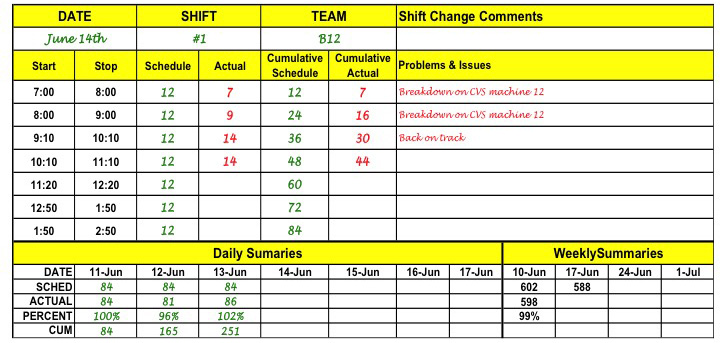 DATE SHIFT TEAM Shift Change Comments
June 14th #1 B12
Start Stop Schedule Actual Cumulative Schedule Cumulative Actual Problems & Issues
7:00 8:00 12 7 12 7 Breakdown on CVS machine 12
8:00 9:00 12 9 24 16 Breakdown on CVS machine 12
9:10 10:10 12 14 36 30 Back on track
10:10 11:10 12 14 48 44
11:20 12:20 12 60
12:50 1:50 12 72
1:50 2:50 12 84
Daily Sumaries WeeklySummaries
DATE 11-Jun 12-Jun 13-Jun 14-Jun 15-Jun 16-Jun 17-Jun 10-Jun 17-Jun 24-Jun 1-Jul
SCHED 84 84 84 602 588
ACTUAL 84 81 86 598
PERCENT 100% 96% 102% 99%
CUM 84 165 251